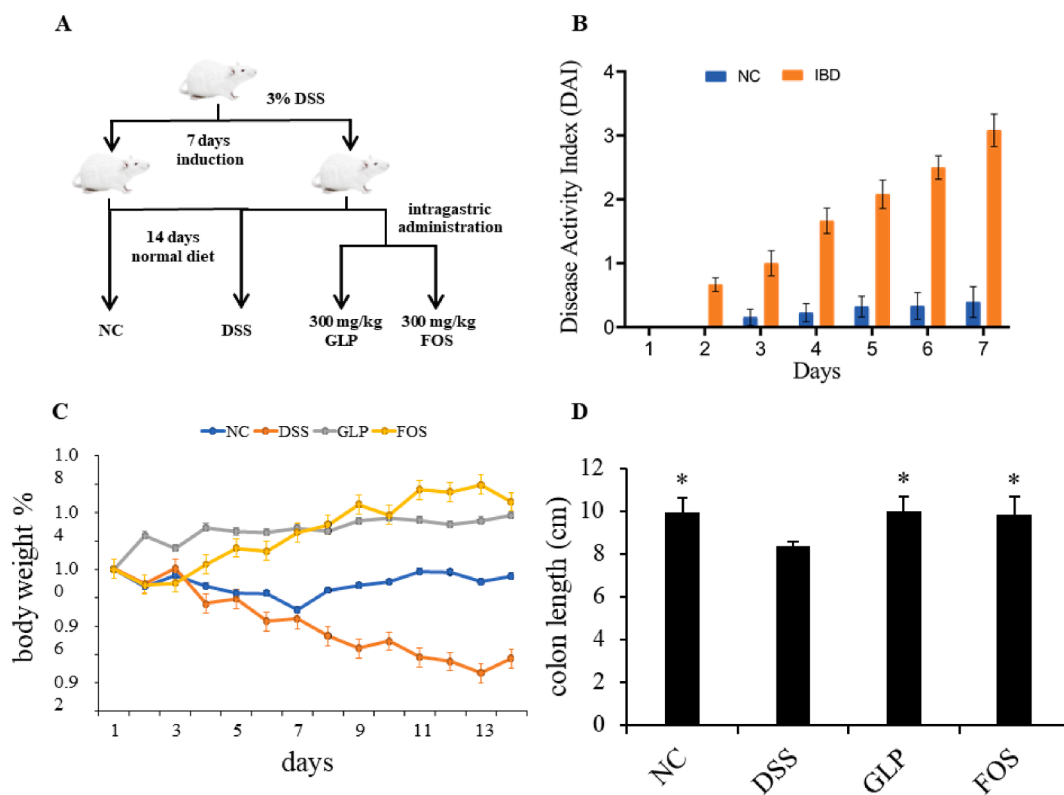 A
3% DSS
7 days
induction
intragastric
administration
14 days
normal diet
NC
DSS
300 mg/kg
GLP
300 mg/kg
FOS
B
NC IBD
Disease Activity Index (DAI)
4
3
2
1
0
1 2 3 4 5 6 7
Days
C
NC DSS GLP FOS
body weight %
1.0
8
1.0
4
1.0
0
0.9
6
0.9
2
1 3 5 7 9 11 13
days
D
colon length (cm)
12
10
8
6
4
2
0
* * *
NC DSS GLP FOS